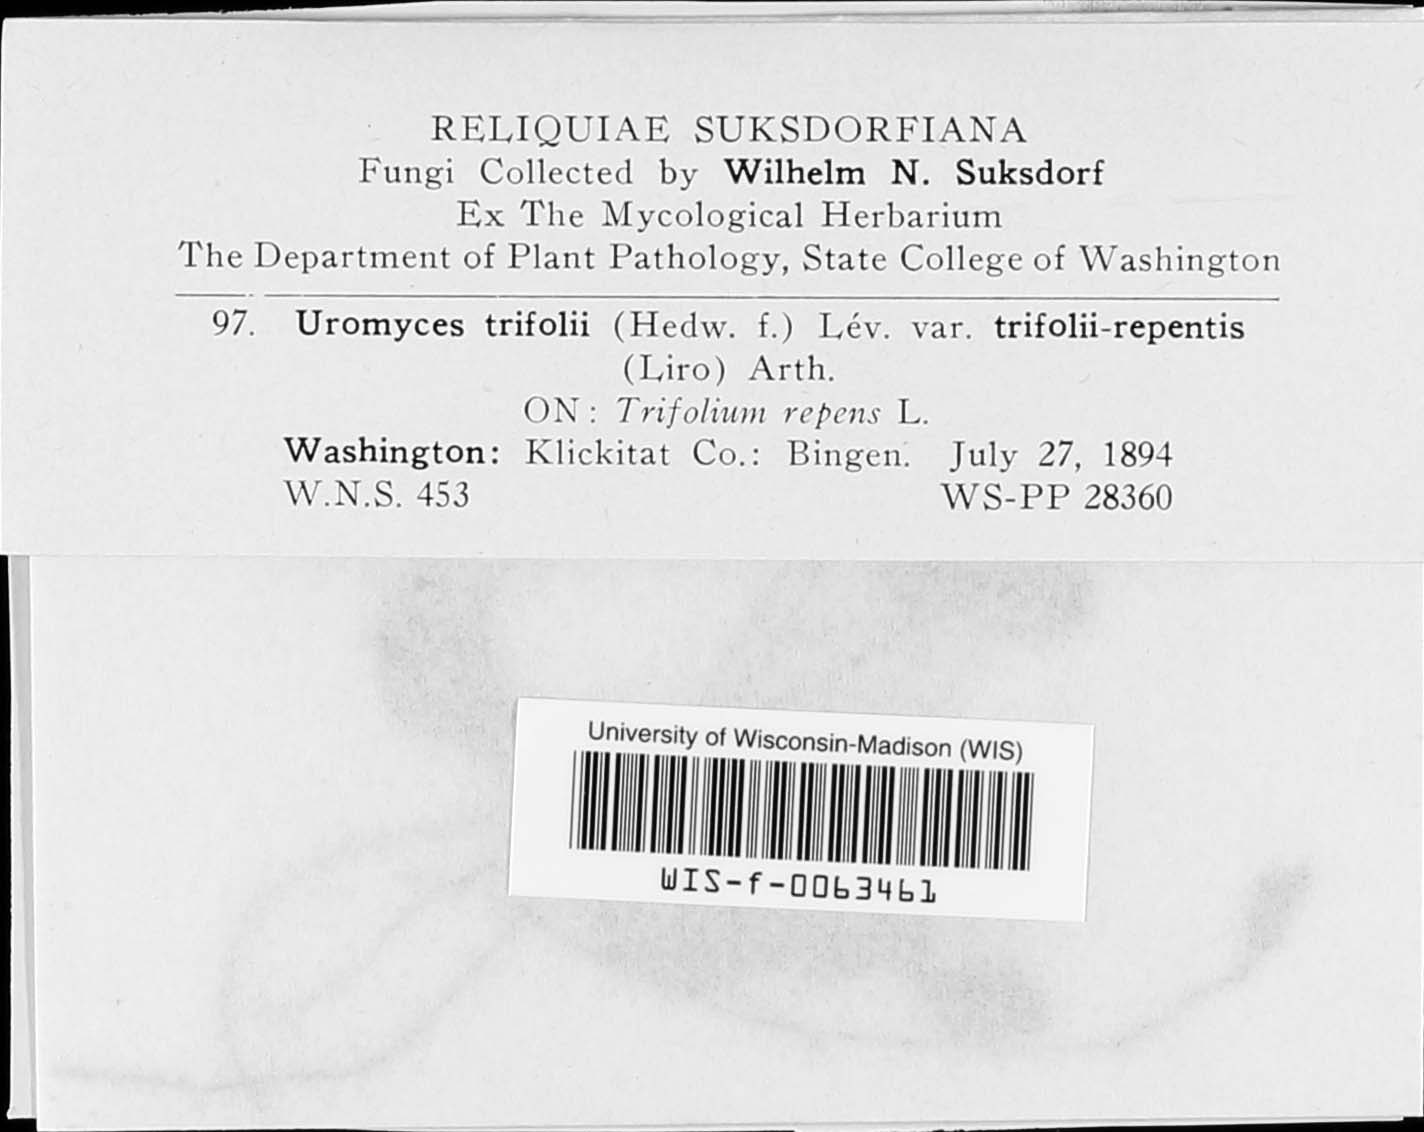 RELIQUIAE SUKSDORFIANA
Fungi Collected by Wilhelm N. Suksdorf
Ex The Mycological Herbarium
The Department of Plant Pathology, State College of Washington
97. Uromyces trifolii (Hedw. f.) Lév. var. trifolii-repentis
(Liro) Arth.
ON: Trifolium repens L.
Washington: Klickitat Co.: Bingen. July 27, 1894
W.N.S. 453 WS-PP 28360
University of Wisconsin-Madison (WIS)
WIS-f-0063461